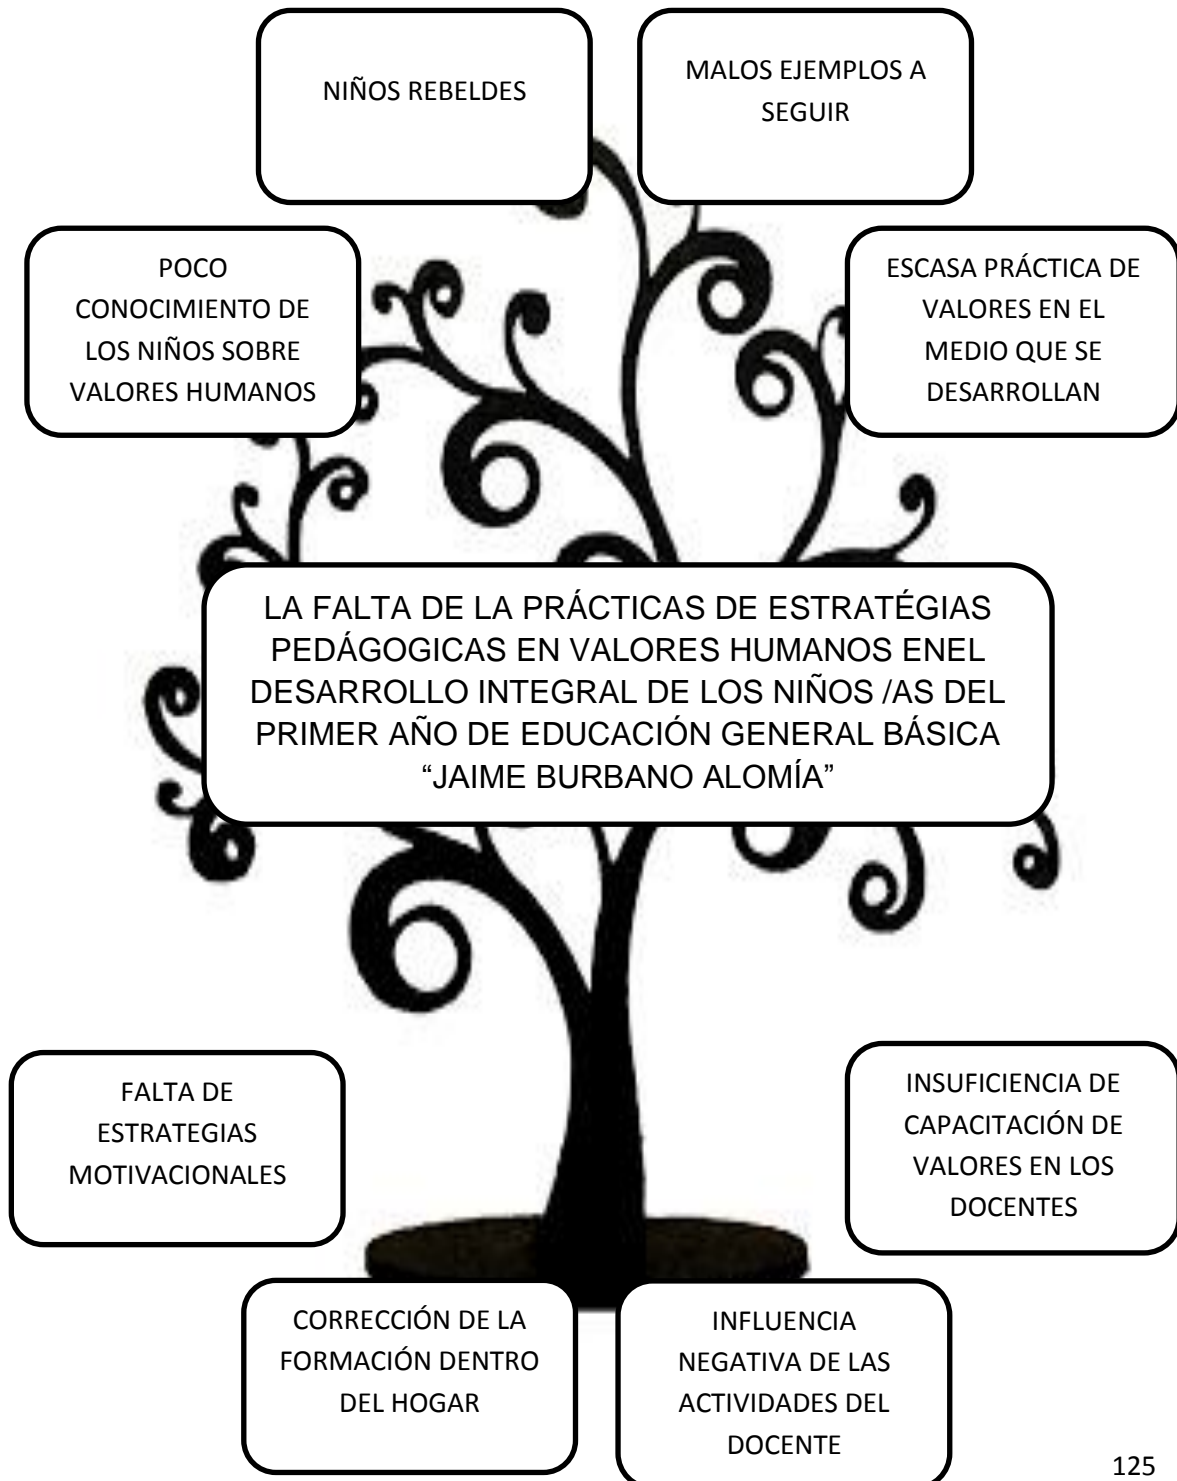 NIÑOS REBELDES
MALOS EJEMPLOS A
SEGUIR
POCO
CONOCIMIENTO DE
LOS NIÑOS SOBRE
VALORES HUMANOS
ESCASA PRÁCTICA DE
VALORES EN EL
MEDIO QUE SE
DESARROLLAN
LA FALTA DE LA PRÁCTICAS DE ESTRATÉGIAS
PEDÁGOGICAS EN VALORES HUMANOS ENEL
DESARROLLO INTEGRAL DE LOS NIÑOS /AS DEL
PRIMER AÑO DE EDUCACIÓN GENERAL BÁSICA
“JAIME BURBANO ALOMÍA”
FALTA DE
ESTRATEGIAS
MOTIVACIONALES
INSUFICIENCIA DE
CAPACITACIÓN DE
VALORES EN LOS
DOCENTES
CORRECCIÓN DE LA
FORMACIÓN DENTRO
DEL HOGAR
INFLUENCIA
NEGATIVA DE LAS
ACTIVIDADES DEL
DOCENTE
125